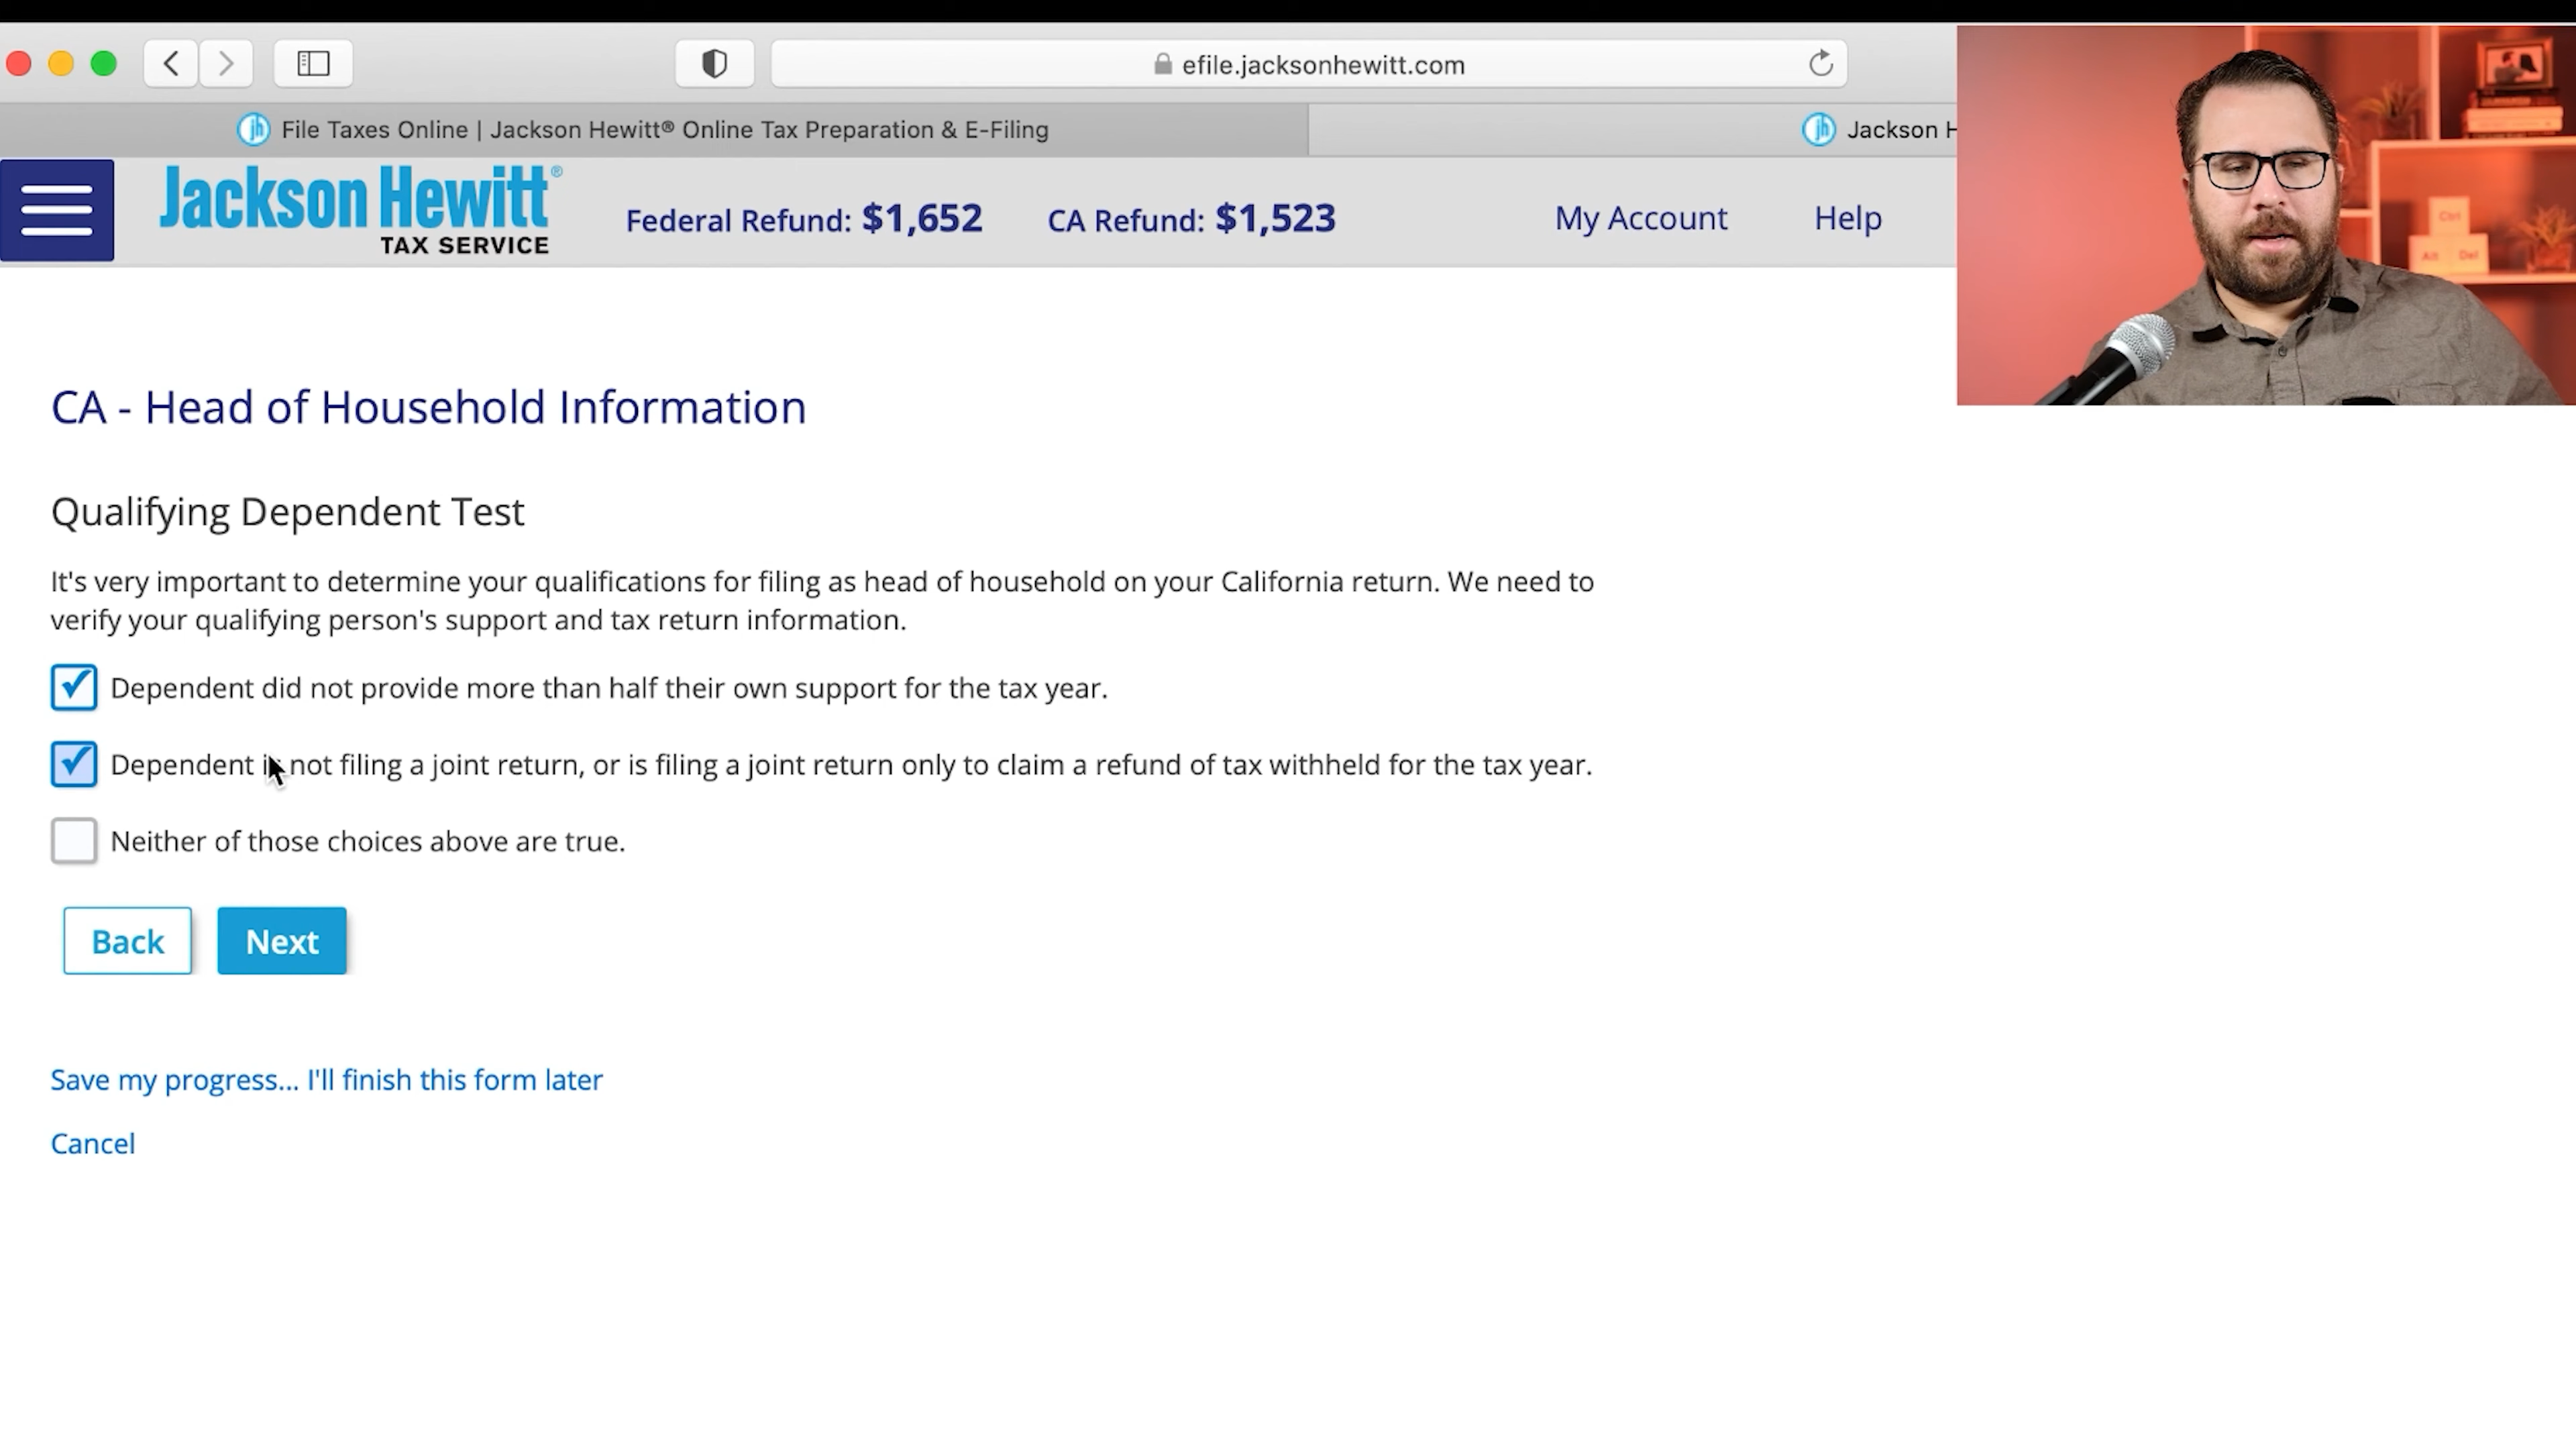 efile.jacksonhewitt.com
File Taxes Online | Jackson Hewitt® Online Tax Preparation & E-Filing
jh Jackson H
Jackson Hewitt®
TAX SERVICE
Federal Refund: $1,652 CA Refund: $1,523 My Account Help
Ctrl
Alt Del
CA - Head of Household Information
Qualifying Dependent Test
It's very important to determine your qualifications for filing as head of household on your California return. We need to
verify your qualifying person's support and tax return information.
Dependent did not provide more than half their own support for the tax year.
Dependent is not filing a joint return, or is filing a joint return only to claim a refund of tax withheld for the tax year.
Neither of those choices above are true.
Back Next
Save my progress... I'll finish this form later
Cancel